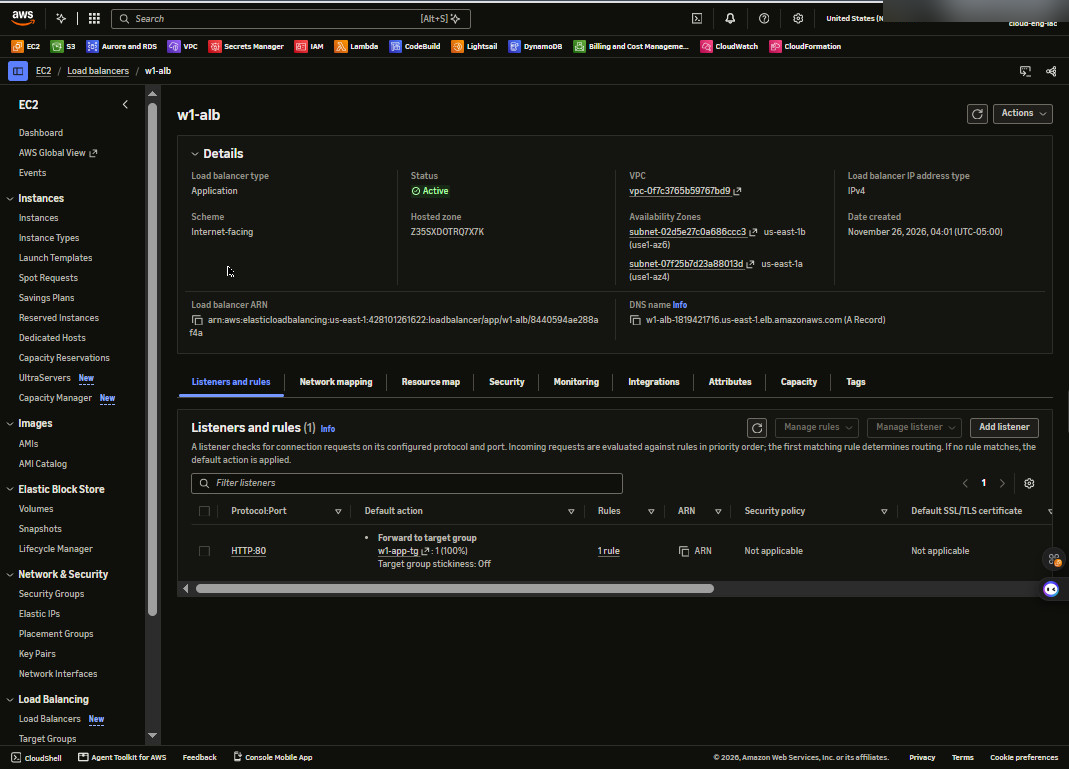 aws
Search
[Alt+S]
United States (N
cloud-eng-lac
EC2
S3
Aurora and RDS
VPC
Secrets Manager
IAM
Lambda
CodeBuild
Lightsail
DynamoDB
Billing and Cost Manageme...
CloudWatch
CloudFormation
EC2 / Load balancers / w1-alb
EC2
Dashboard
AWS Global View
Events
Instances
Instances
Instance Types
Launch Templates
Spot Requests
Savings Plans
Reserved Instances
Dedicated Hosts
Capacity Reservations
UltraServers New
Capacity Manager New
Images
AMIs
AMI Catalog
Elastic Block Store
Volumes
Snapshots
Lifecycle Manager
Network & Security
Security Groups
Elastic IPs
Placement Groups
Key Pairs
Network Interfaces
Load Balancing
Load Balancers New
Target Groups
w1-alb
Actions
Details
Load balancer type
Application
Status
Active
VPC
vpc-0f7c3765b59767bd9
Load balancer IP address type
IPv4
Scheme
Internet-facing
Hosted zone
Z35SXDOTRQ7X7K
Availability Zones
subnet-02d5e27c0a686ccc3 us-east-1b
(use1-az6)
subnet-07f25b7d23a88013d us-east-1a
(use1-az4)
Date created
November 26, 2026, 04:01 (UTC-05:00)
Load balancer ARN
arn:aws:elasticloadbalancing:us-east-1:428101261622:loadbalancer/app/w1-alb/8440594ae288a
f4a
DNS name Info
w1-alb-1819421716.us-east-1.elb.amazonaws.com (A Record)
Listeners and rules
Network mapping
Resource map
Security
Monitoring
Integrations
Attributes
Capacity
Tags
Listeners and rules (1) Info
Manage rules
Manage listener
Add listener
A listener checks for connection requests on its configured protocol and port. Incoming requests are evaluated against rules in priority order; the first matching rule determines routing. If no rule matches, the
default action is applied.
Filter listeners
1
Protocol:Port
Default action
Rules
ARN
Security policy
Default SSL/TLS certificate
HTTP:80
• Forward to target group
w1-app-tg : 1 (100%)
Target group stickiness: Off
1 rule
ARN
Not applicable
Not applicable
CloudShell
Agent Toolkit for AWS
Feedback
Console Mobile App
© 2026, Amazon Web Services, Inc. or its affiliates.
Privacy
Terms
Cookie preferences